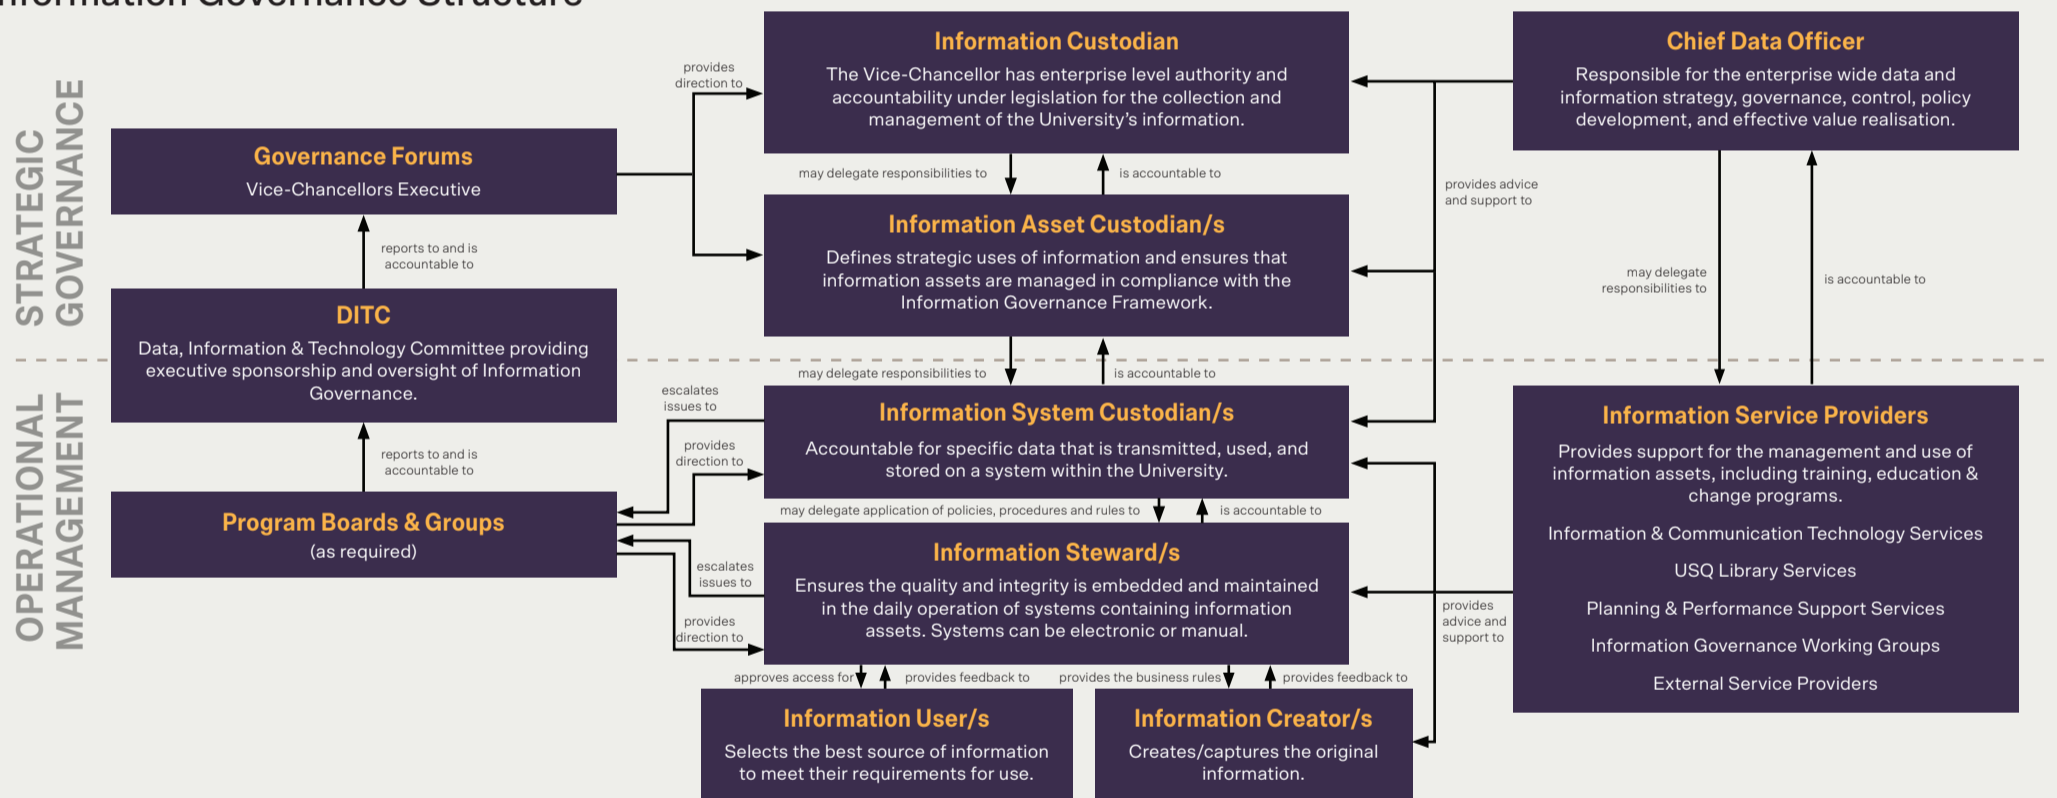 Information Governance Structure
STRATEGIC
GOVERNANCE
OPERATIONAL
MANAGEMENT
Governance Forums
Vice-Chancellors Executive
reports to and is
accountable to
DITC
Data, Information & Technology Committee providing
executive sponsorship and oversight of Information
Governance.
reports to and is
accountable to
Program Boards & Groups
(as required)
provides
direction to
escalates
issues to
provides
direction to
escalates
issues to
provides
direction to
Information Custodian
The Vice-Chancellor has enterprise level authority and
accountability under legislation for the collection and
management of the University's information.
may delegate responsibilities to
is accountable to
Information Asset Custodian/s
Defines strategic uses of information and ensures that
information assets are managed in compliance with the
Information Governance Framework.
may delegate responsibilities to
is accountable to
Information System Custodian/s
Accountable for specific data that is transmitted, used, and
stored on a system within the University.
may delegate application of policies, procedures and rules to
is accountable to
Information Steward/s
Ensures the quality and integrity is embedded and maintained
in the daily operation of systems containing information
assets. Systems can be electronic or manual.
approves access for
provides feedback to
provides the business rules
provides feedback to
Information User/s
Selects the best source of information
to meet their requirements for use.
Information Creator/s
Creates/captures the original
information.
Chief Data Officer
Responsible for the enterprise wide data and
information strategy, governance, control, policy
development, and effective value realisation.
provides advice
and support to
may delegate
responsibilities to
is accountable to
Information Service Providers
Provides support for the management and use of
information assets, including training, education &
change programs.
Information & Communication Technology Services
USQ Library Services
Planning & Performance Support Services
Information Governance Working Groups
External Service Providers
provides
advice and
support to